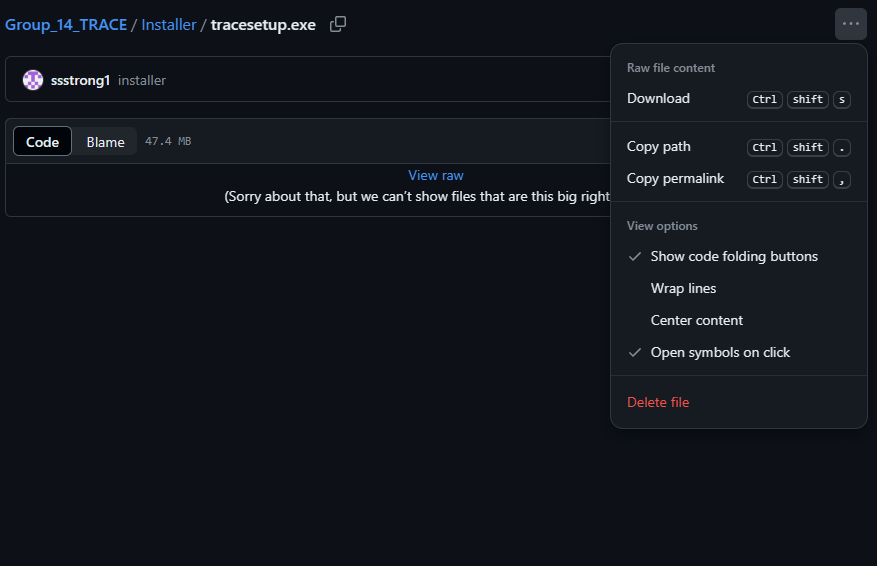 Group_14_TRACE / Installer / tracesetup.exe
ssstrong1 installer
Code Blame 47.4 MB
View raw
(Sorry about that, but we can't show files that are this big right
Raw file content
Download Ctrl shift s
Copy path Ctrl shift .
Copy permalink Ctrl shift ,
View options
Show code folding buttons
Wrap lines
Center content
Open symbols on click
Delete file